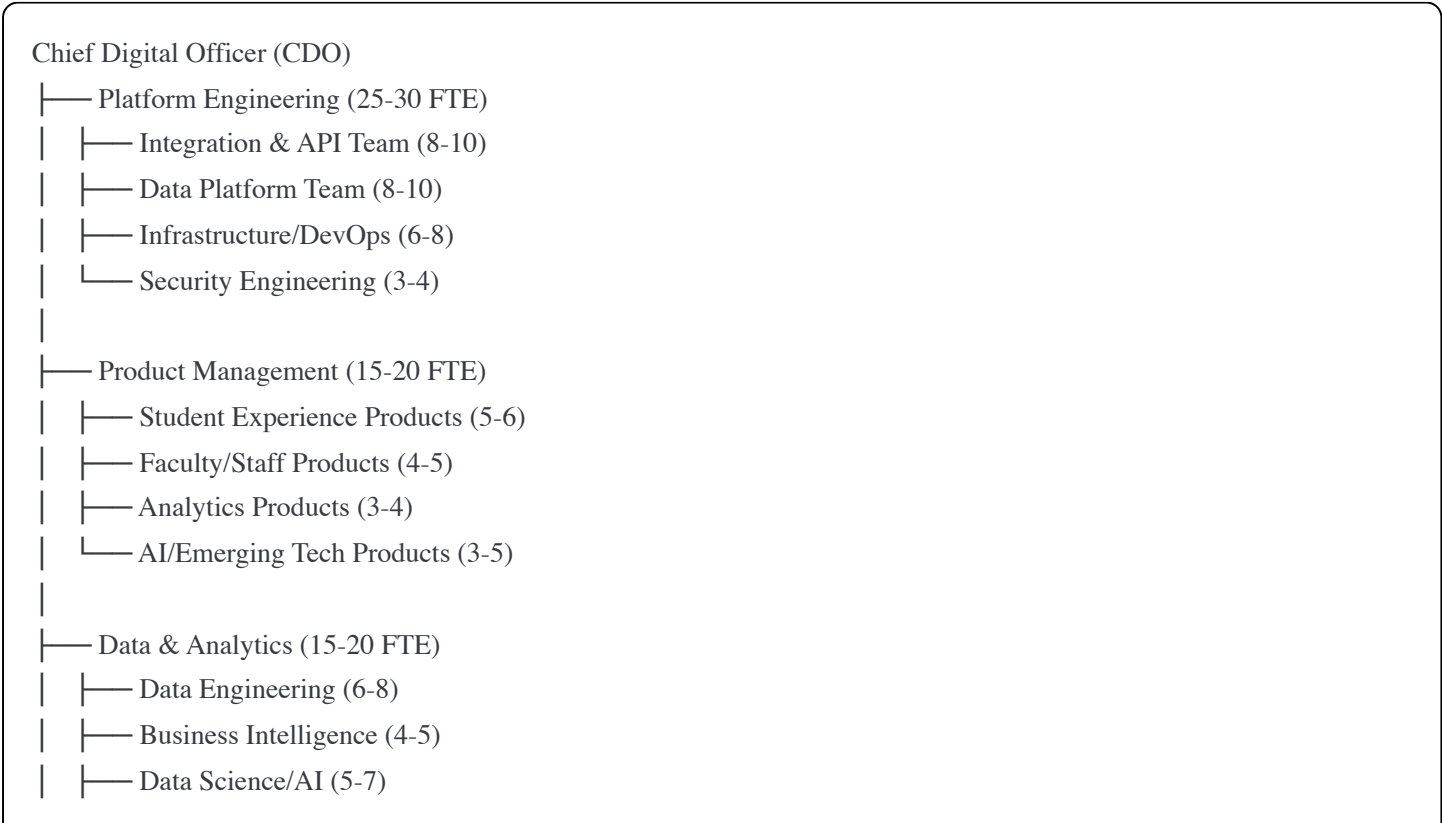 Chief Digital Officer (CDO)
├── Platform Engineering (25-30 FTE)
│   ├── Integration & API Team (8-10)
│   ├── Data Platform Team (8-10)
│   ├── Infrastructure/DevOps (6-8)
│   └── Security Engineering (3-4)
│
├── Product Management (15-20 FTE)
│   ├── Student Experience Products (5-6)
│   ├── Faculty/Staff Products (4-5)
│   ├── Analytics Products (3-4)
│   └── AI/Emerging Tech Products (3-5)
│
├── Data & Analytics (15-20 FTE)
│   ├── Data Engineering (6-8)
│   ├── Business Intelligence (4-5)
│   ├── Data Science/AI (5-7)